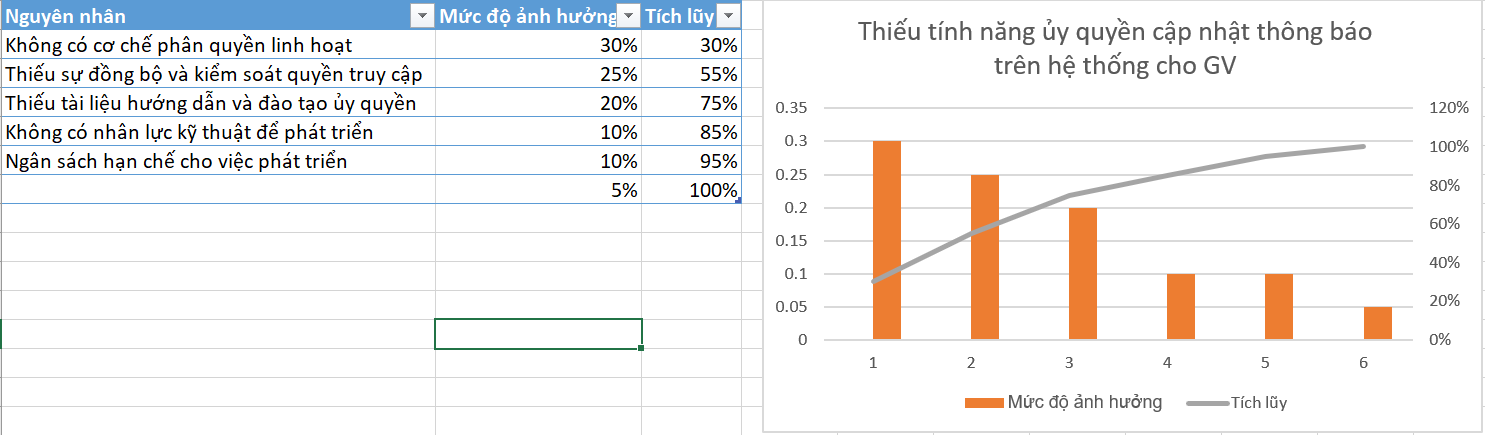 Nguyên nhân Mức độ ảnh hưởng Tích lũy
Không có cơ chế phân quyền linh hoạt 30% 30%
Thiếu sự đồng bộ và kiểm soát quyền truy cập 25% 55%
Thiếu tài liệu hướng dẫn và đào tạo ủy quyền 20% 75%
Không có nhân lực kỹ thuật để phát triển 10% 85%
Ngân sách hạn chế cho việc phát triển 10% 95%
5% 100%
Thiếu tính năng ủy quyền cập nhật thông báo
trên hệ thống cho GV
0.35 120%
0.3 100%
0.25 80%
0.2 60%
0.15 40%
0.1 20%
0.05 0%
0
1 2 3 4 5 6
Mức độ ảnh hưởng Tích lũy